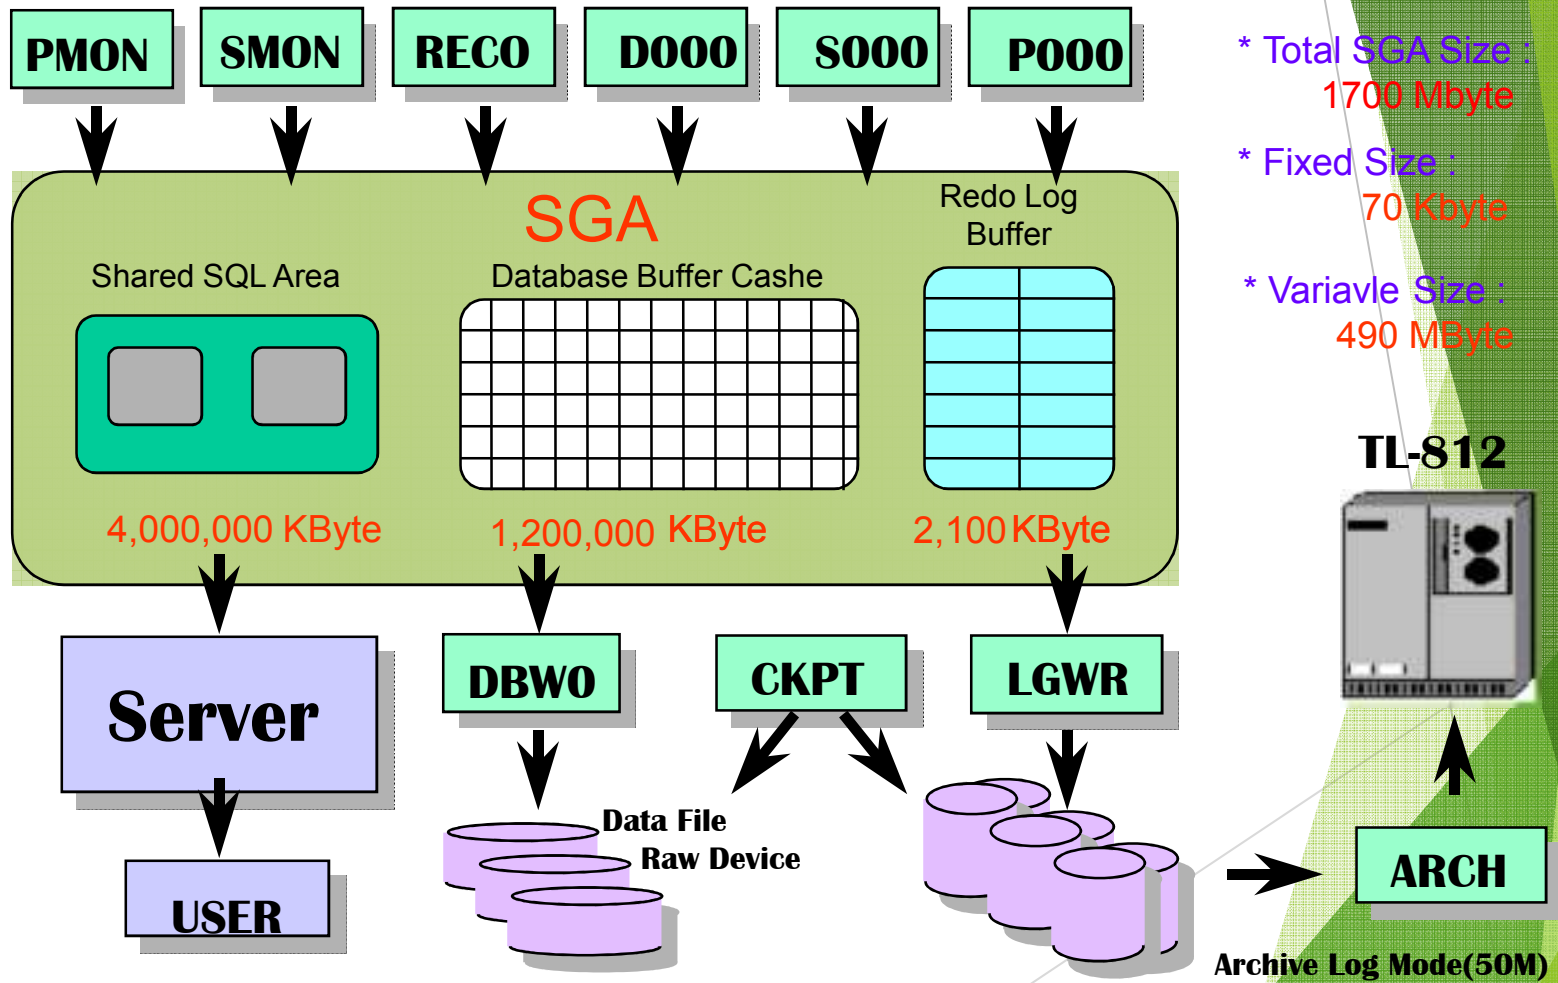 PMON
SMON
RECO
D000
S000
P000
* Total SGA Size :
1700 Mbyte
* Fixed Size :
70 Kbyte
* Variavle Size :
490 MByte
SGA
Redo Log
Buffer
Shared SQL Area
Database Buffer Cashe
4,000,000 KByte
1,200,000 KByte
2,100 KByte
TL-812
Server
DBW0
CKPT
LGWR
Data File
Raw Device
USER
ARCH
Archive Log Mode(50M)